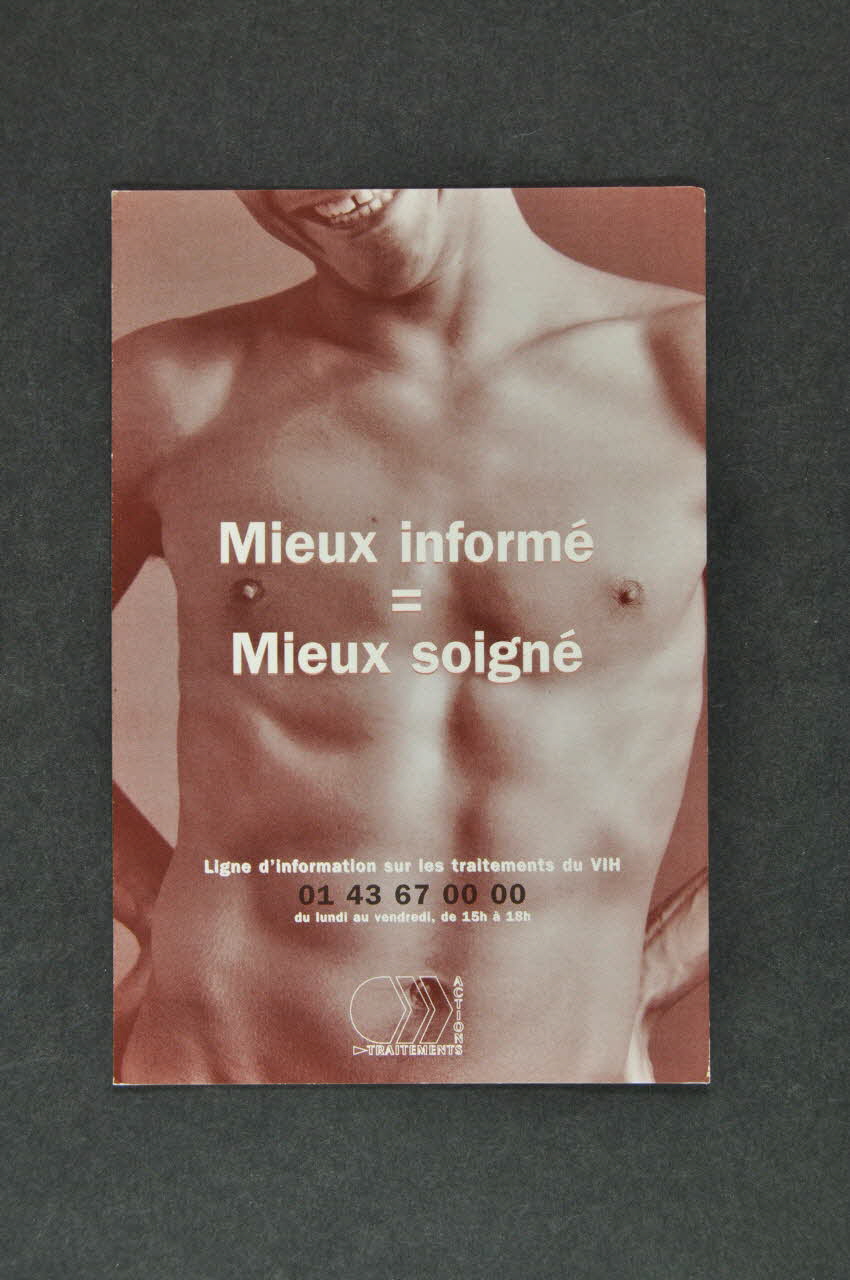 Mieux informé
=
Mieux soigné
Ligne d'information sur les traitements du VIH
01 43 67 00 00
du lundi au vendredi, de 15h à 18h
ACTION
TRAITEMENTS